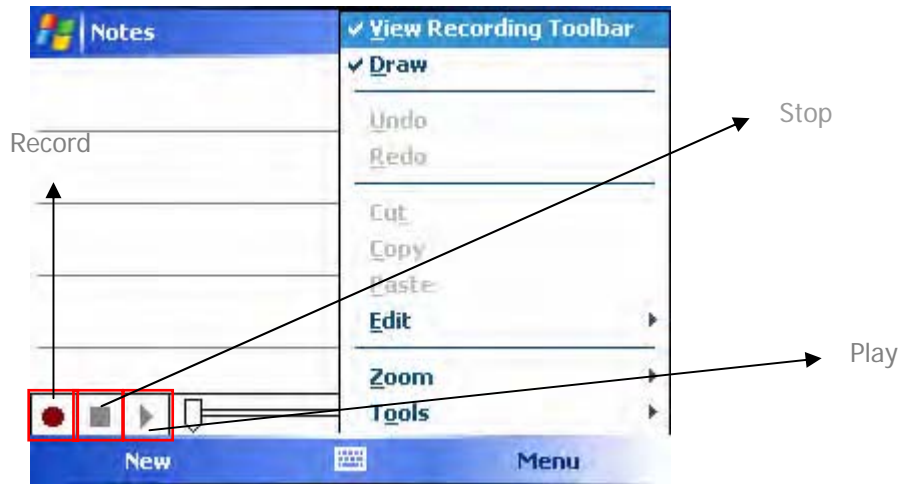 Notes
View Recording Toolbar
Draw
Undo
Redo
Cut
Copy
Paste
Edit
Zoom
Tools
New
Menu
Record
Stop
Play